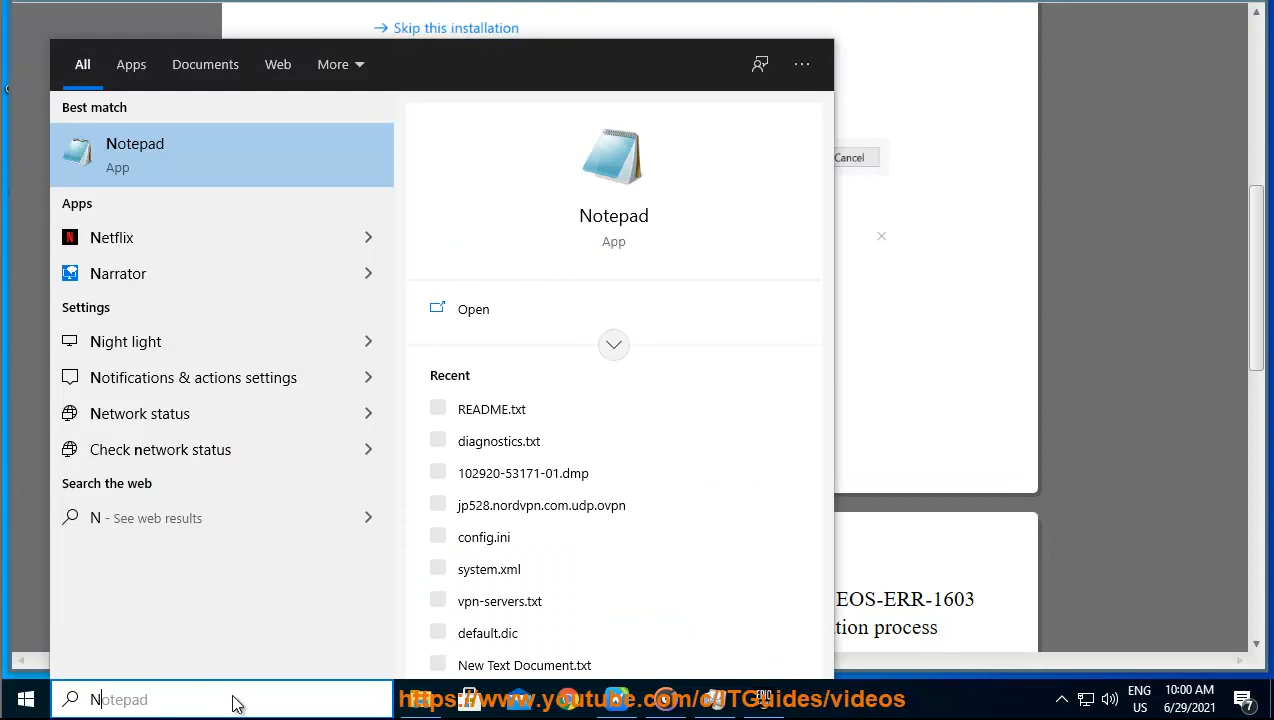 Skip this installation
All Apps Documents Web More
Best match
Notepad
App
Apps
Netflix
Narrator
Settings
Night light
Notifications & actions settings
Network status
Check network status
Search the web
N - See web results
Notepad
App
Open
Recent
README.txt
diagnostics.txt
102920-53171-01.dmp
jp528.nordvpn.com.udp.ovpn
config.ini
system.xml
vpn-servers.txt
default.dic
New Text Document.txt
Cancel
EOS-ERR-1603
tion process
Notepad
ENG
US
10:00 AM
6/29/2021
7